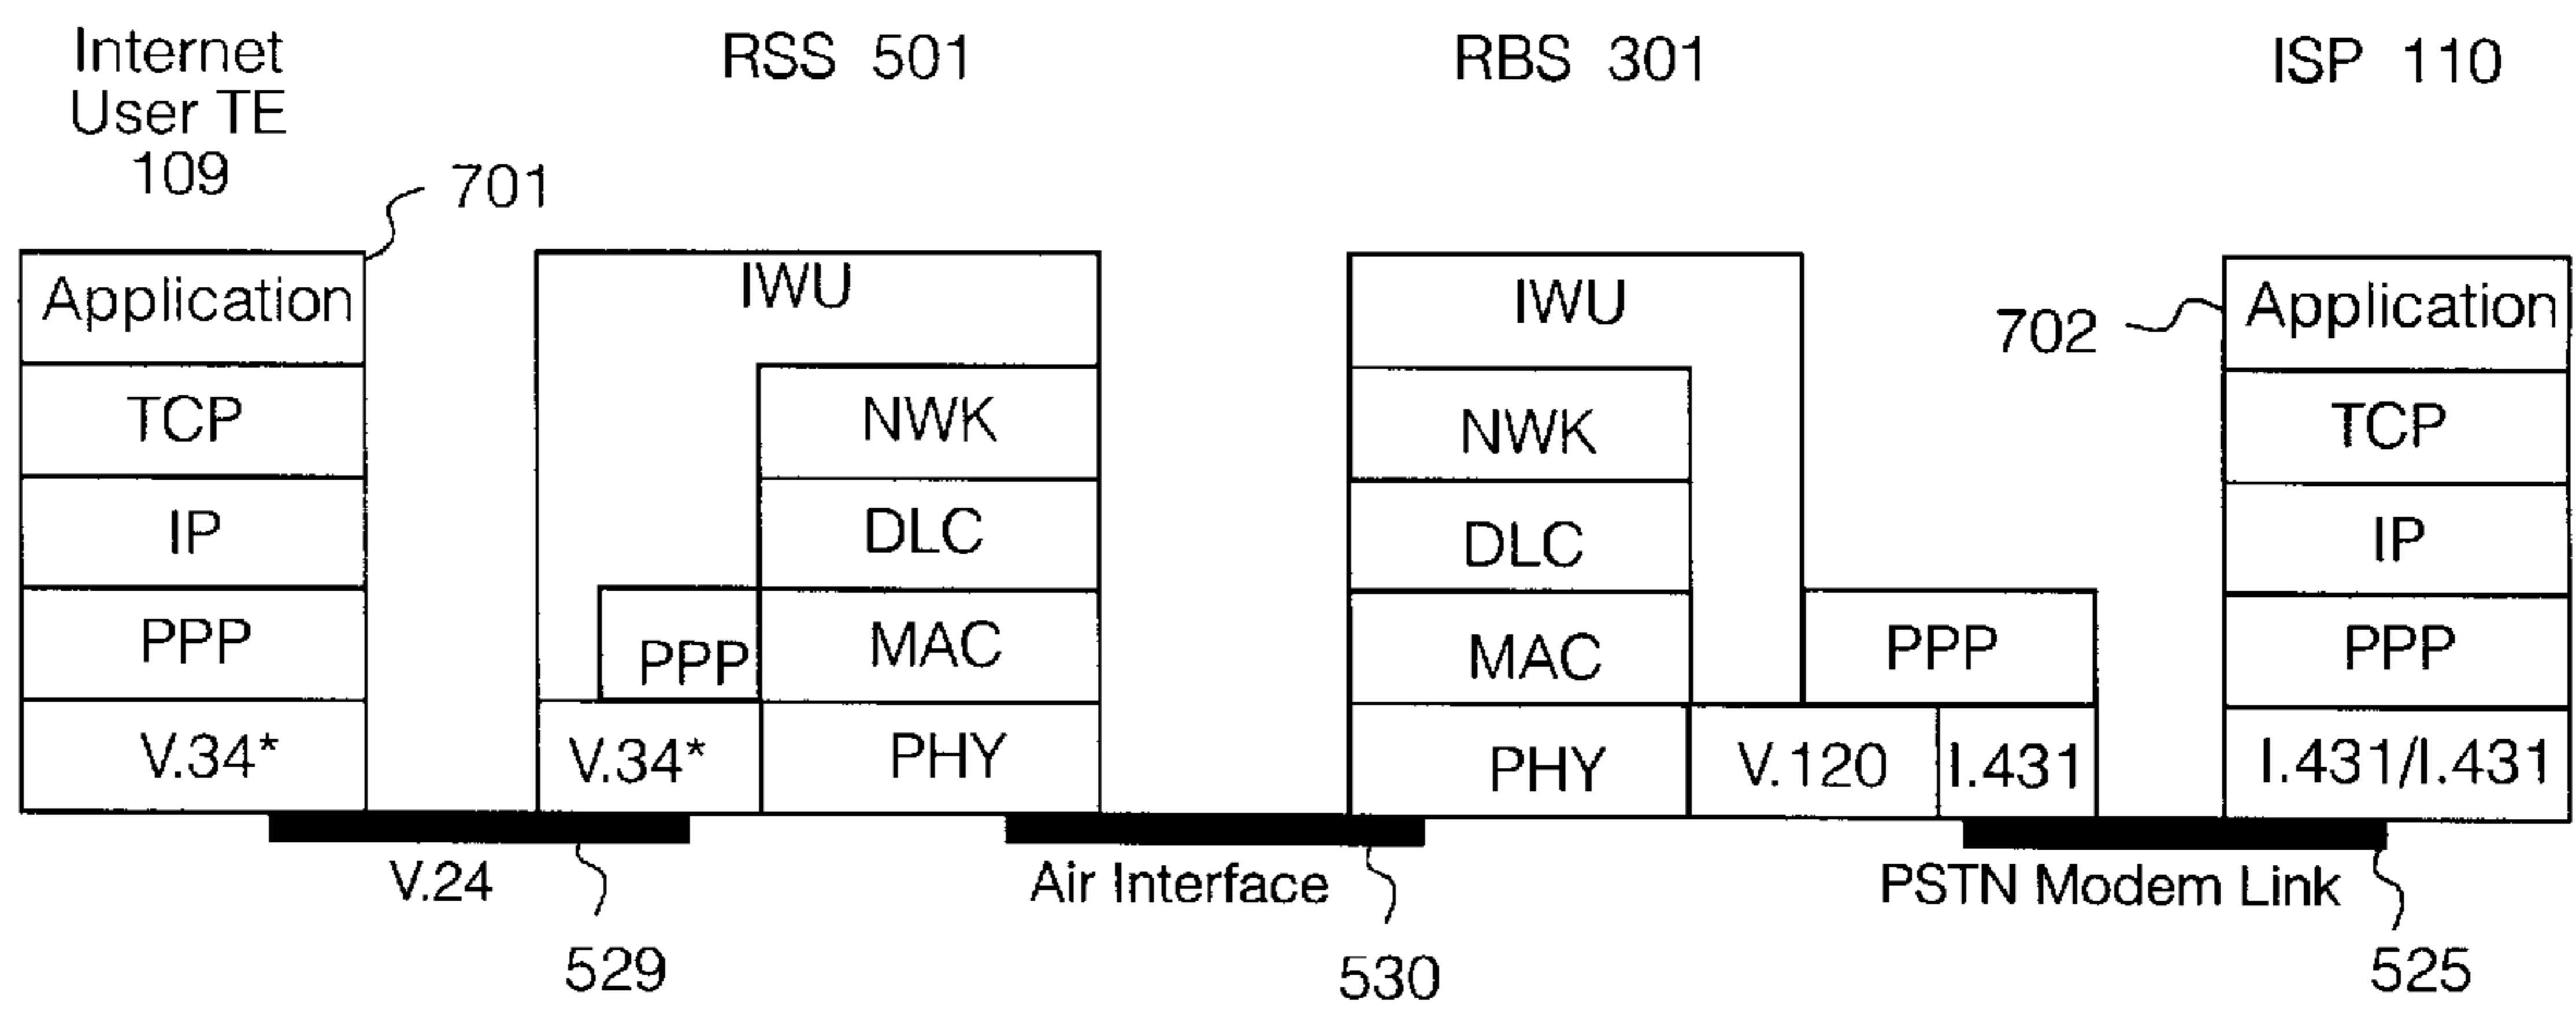 Internet
User TE
109
RSS 501
RBS 301
ISP 110
701
702
Application
TCP
IP
PPP
V.34*
IWU
NWK
DLC
PPP
MAC
V.34*
PHY
IWU
NWK
DLC
MAC
PPP
PHY
V.120
I.431
Application
TCP
IP
PPP
I.431/I.431
V.24
Air Interface
PSTN Modem Link
529
530
525